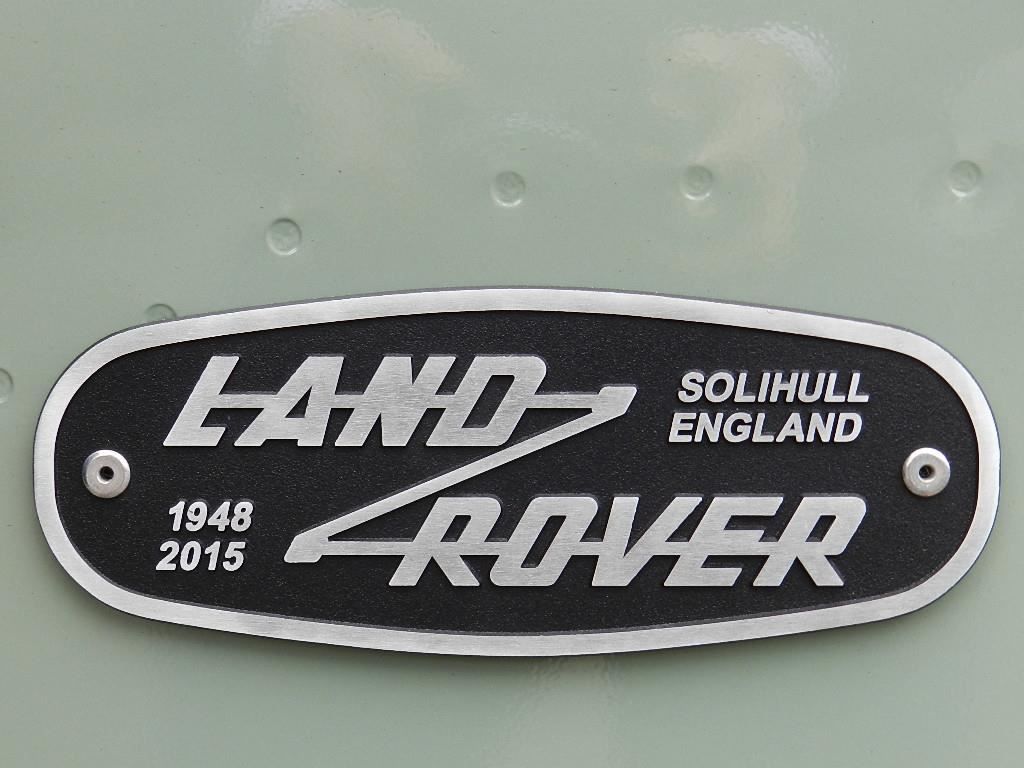 LAND
SOLIHULL
ENGLAND
1948
2015
ROVER